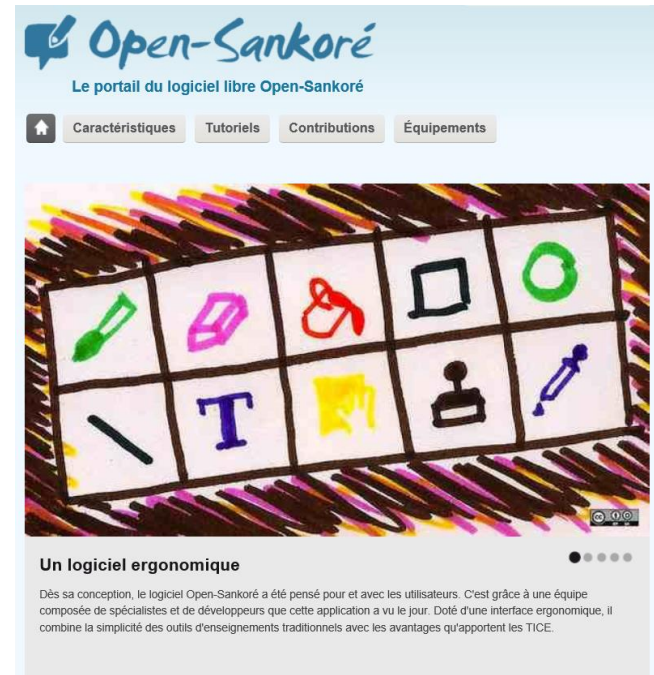 Open-Sankoré
Le portail du logiciel libre Open-Sankoré
Caractéristiques Tutoriels Contributions Équipements
T
Un logiciel ergonomique
Dès sa conception, le logiciel Open-Sankoré a été pensé pour et avec les utilisateurs. C'est grâce à une équipe
composée de spécialistes et de développeurs que cette application a vu le jour. Doté d'une interface ergonomique, il
combine la simplicité des outils d'enseignements traditionnels avec les avantages qu'apportent les TICE.